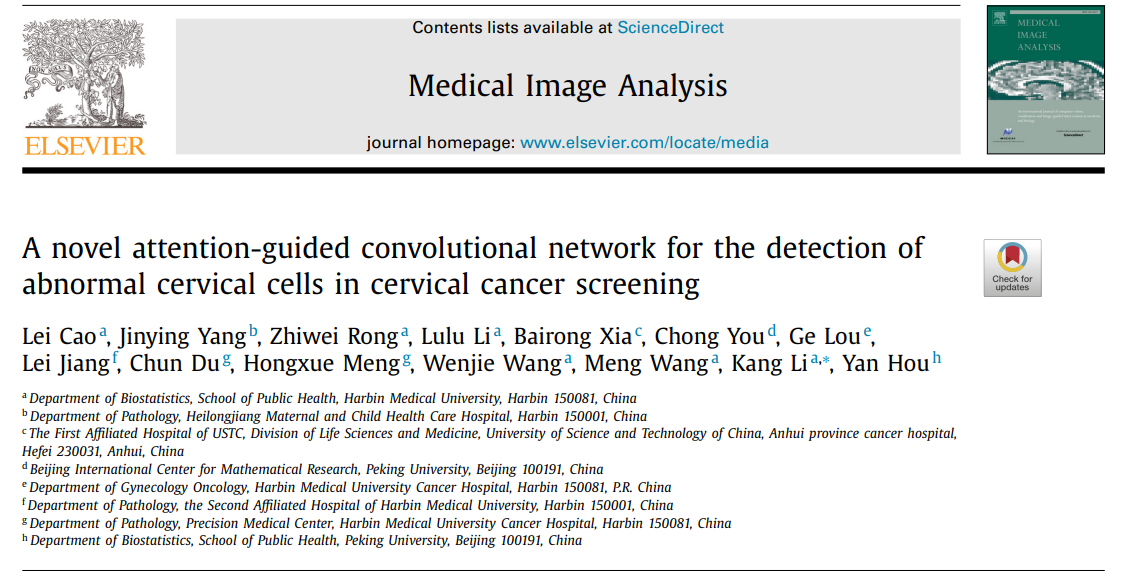 Contents lists available at ScienceDirect
Medical Image Analysis
journal homepage: www.elsevier.com/locate/media
ELSEVIER
MEDICAL
IMAGE
ANALYSIS
A novel attention-guided convolutional network for the detection of
abnormal cervical cells in cervical cancer screening
Check for
updates
Lei Cao a, Jinying Yang b, Zhiwei Rong a, Lulu Li a, Bairong Xia c, Chong You d, Ge Lou e,
Lei Jiang f, Chun Du g, Hongxue Meng g, Wenjie Wang a, Meng Wang a, Kang Li a,*, Yan Hou h
a Department of Biostatistics, School of Public Health, Harbin Medical University, Harbin 150081, China
b Department of Pathology, Heilongjiang Maternal and Child Health Care Hospital, Harbin 150001, China
c The First Affiliated Hospital of USTC, Division of Life Sciences and Medicine, University of Science and Technology of China, Anhui province cancer hospital,
Hefei 230031, Anhui, China
d Beijing International Center for Mathematical Research, Peking University, Beijing 100191, China
e Department of Gynecology Oncology, Harbin Medical University Cancer Hospital, Harbin 150081, P.R. China
f Department of Pathology, the Second Affiliated Hospital of Harbin Medical University, Harbin 150001, China
g Department of Pathology, Precision Medical Center, Harbin Medical University Cancer Hospital, Harbin 150081, China
h Department of Biostatistics, School of Public Health, Peking University, Beijing 100191, China